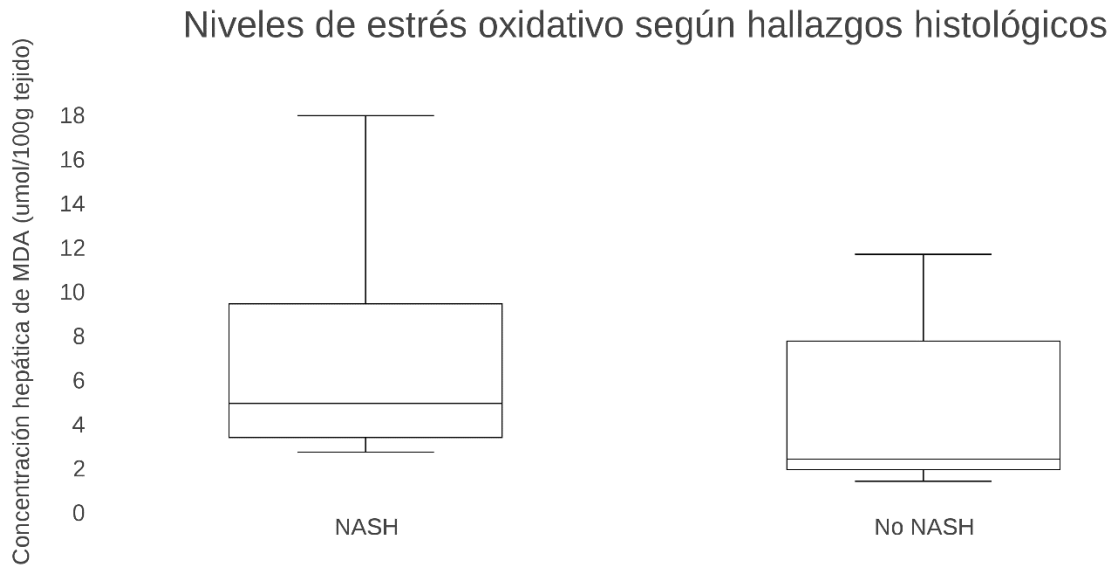 Niveles de estrés oxidativo según hallazgos histológicos
Concentración hepática de MDA (umol/100g tejido)
18
16
14
12
10
8
6
4
2
0
NASH
No NASH